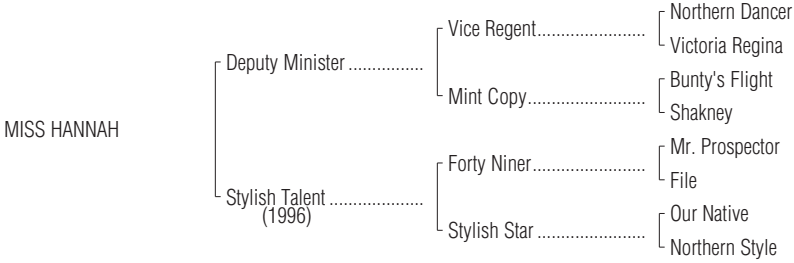 Northern Dancer
Vice Regent.......................
Victoria Regina
Deputy Minister ................
Bunty's Flight
Mint Copy.........................
Shakney
MISS HANNAH
Mr. Prospector
Forty Niner........................
File
Stylish Talent ....................
(1996)
Our Native
Stylish Star .......................
Northern Style